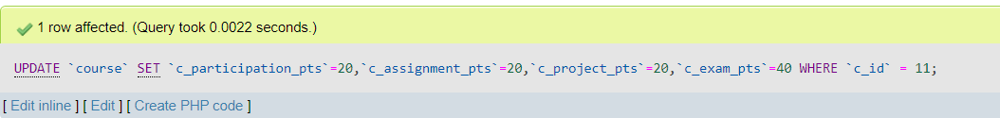 1 row affected. (Query took 0.0022 seconds.)
UPDATE `course` SET `c_participation_pts`=20,`c_assignment_pts`=20,`c_project_pts`=20,`c_exam_pts`=40 WHERE `c_id` = 11;
[ Edit inline ] [ Edit ] [ Create PHP code ]